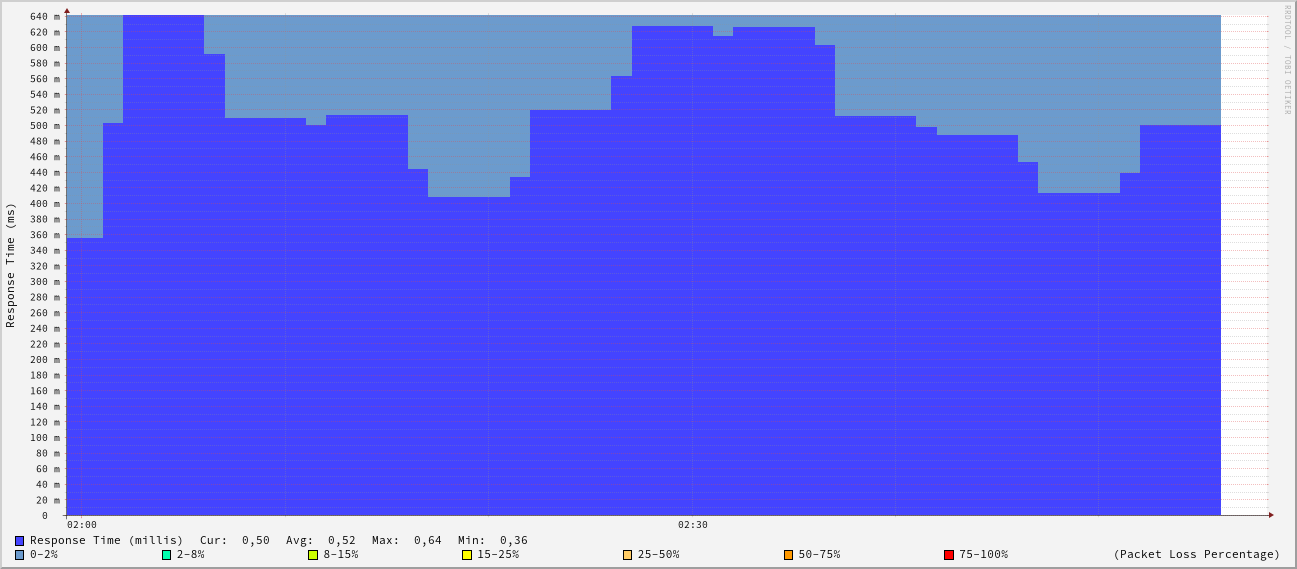 RRDTOOL / TOBI OETIKER
Response Time (ms)
640 m
620 m
600 m
580 m
560 m
540 m
520 m
500 m
480 m
460 m
440 m
420 m
400 m
380 m
360 m
340 m
320 m
300 m
280 m
260 m
240 m
220 m
200 m
180 m
160 m
140 m
120 m
100 m
80 m
60 m
40 m
20 m
0
02:00 02:30
Response Time (millis) Cur: 0,50 Avg: 0,52 Max: 0,64 Min: 0,36
0-2% 2-8% 8-15% 15-25% 25-50% 50-75% 75-100% (Packet Loss Percentage)